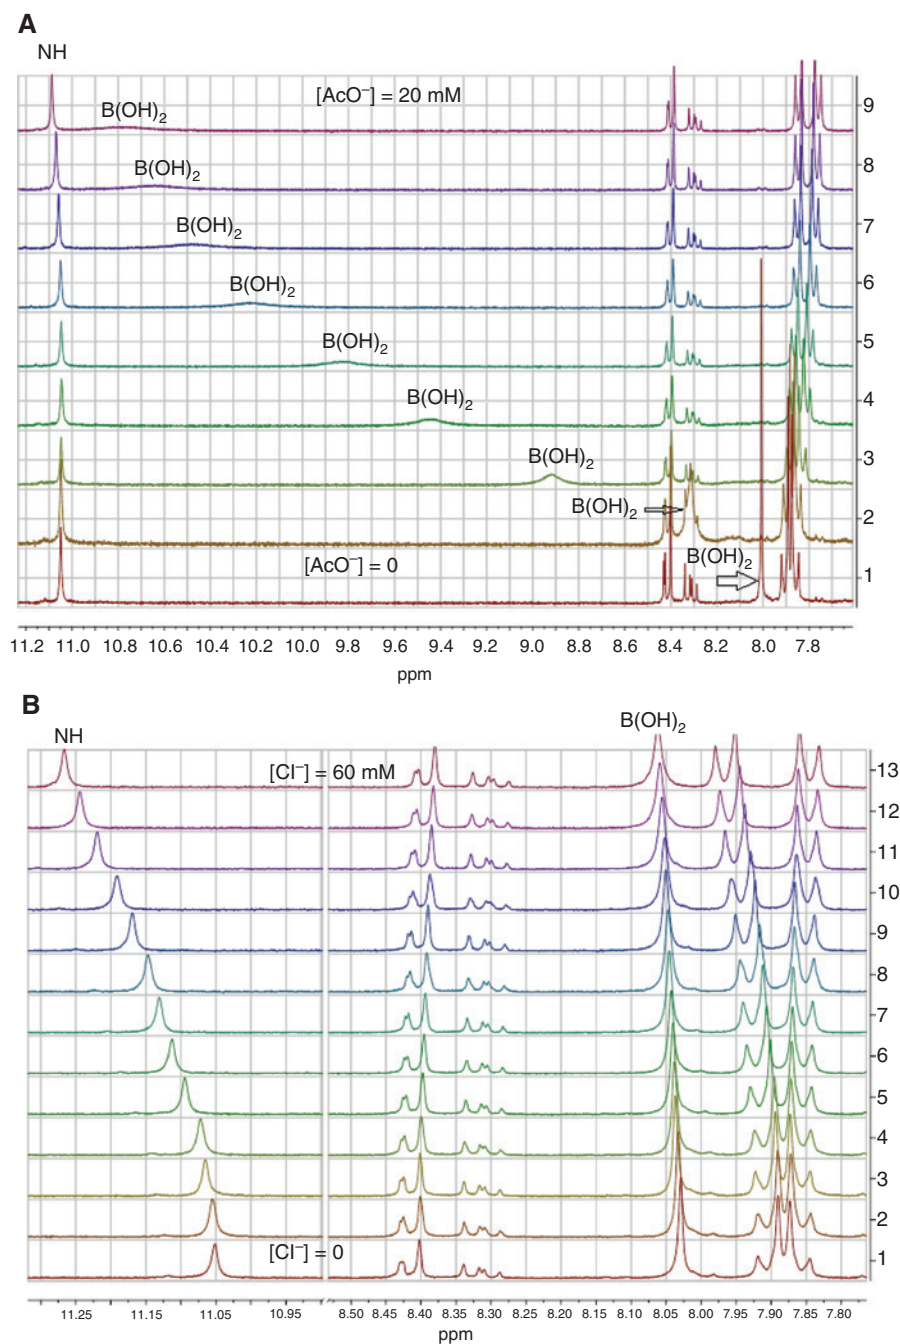 A
NH
[AcO⁻] = 20 mM
B(OH)₂
9
B(OH)₂
8
B(OH)₂
7
B(OH)₂
6
B(OH)₂
5
B(OH)₂
4
B(OH)₂
3
B(OH)₂
2
B(OH)₂
[AcO⁻] = 0
1
11.2 11.0 10.8 10.6 10.4 10.2 10.0 9.8 9.6 9.4 9.2 9.0 8.8 8.6 8.4 8.2 8.0 7.8
ppm
B
NH
B(OH)₂
[Cl⁻] = 60 mM
13
12
11
10
9
8
7
6
5
4
3
2
[Cl⁻] = 0
1
11.25 11.15 11.05 10.95 8.50 8.45 8.40 8.35 8.30 8.25 8.20 8.15 8.10 8.05 8.00 7.95 7.90 7.85 7.80
ppm